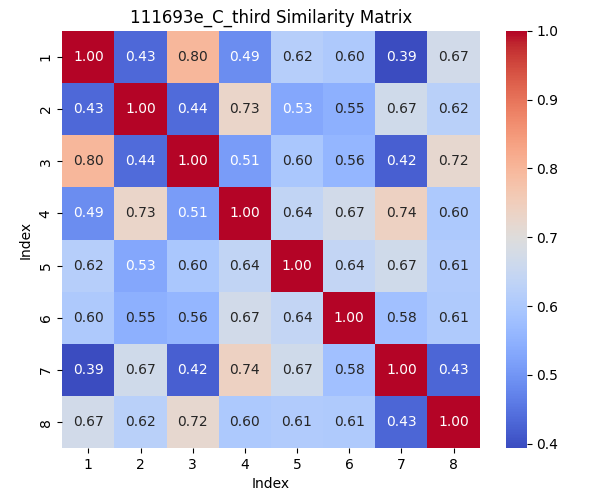 111693e_C_third Similarity Matrix
1 1.00 0.43 0.80 0.49 0.62 0.60 0.39 0.67
2 0.43 1.00 0.44 0.73 0.53 0.55 0.67 0.62
3 0.80 0.44 1.00 0.51 0.60 0.56 0.42 0.72
4 0.49 0.73 0.51 1.00 0.64 0.67 0.74 0.60
5 0.62 0.53 0.60 0.64 1.00 0.64 0.67 0.61
6 0.60 0.55 0.56 0.67 0.64 1.00 0.58 0.61
7 0.39 0.67 0.42 0.74 0.67 0.58 1.00 0.43
8 0.67 0.62 0.72 0.60 0.61 0.61 0.43 1.00
1 2 3 4 5 6 7 8
Index
Index
1.0
0.9
0.8
0.7
0.6
0.5
0.4